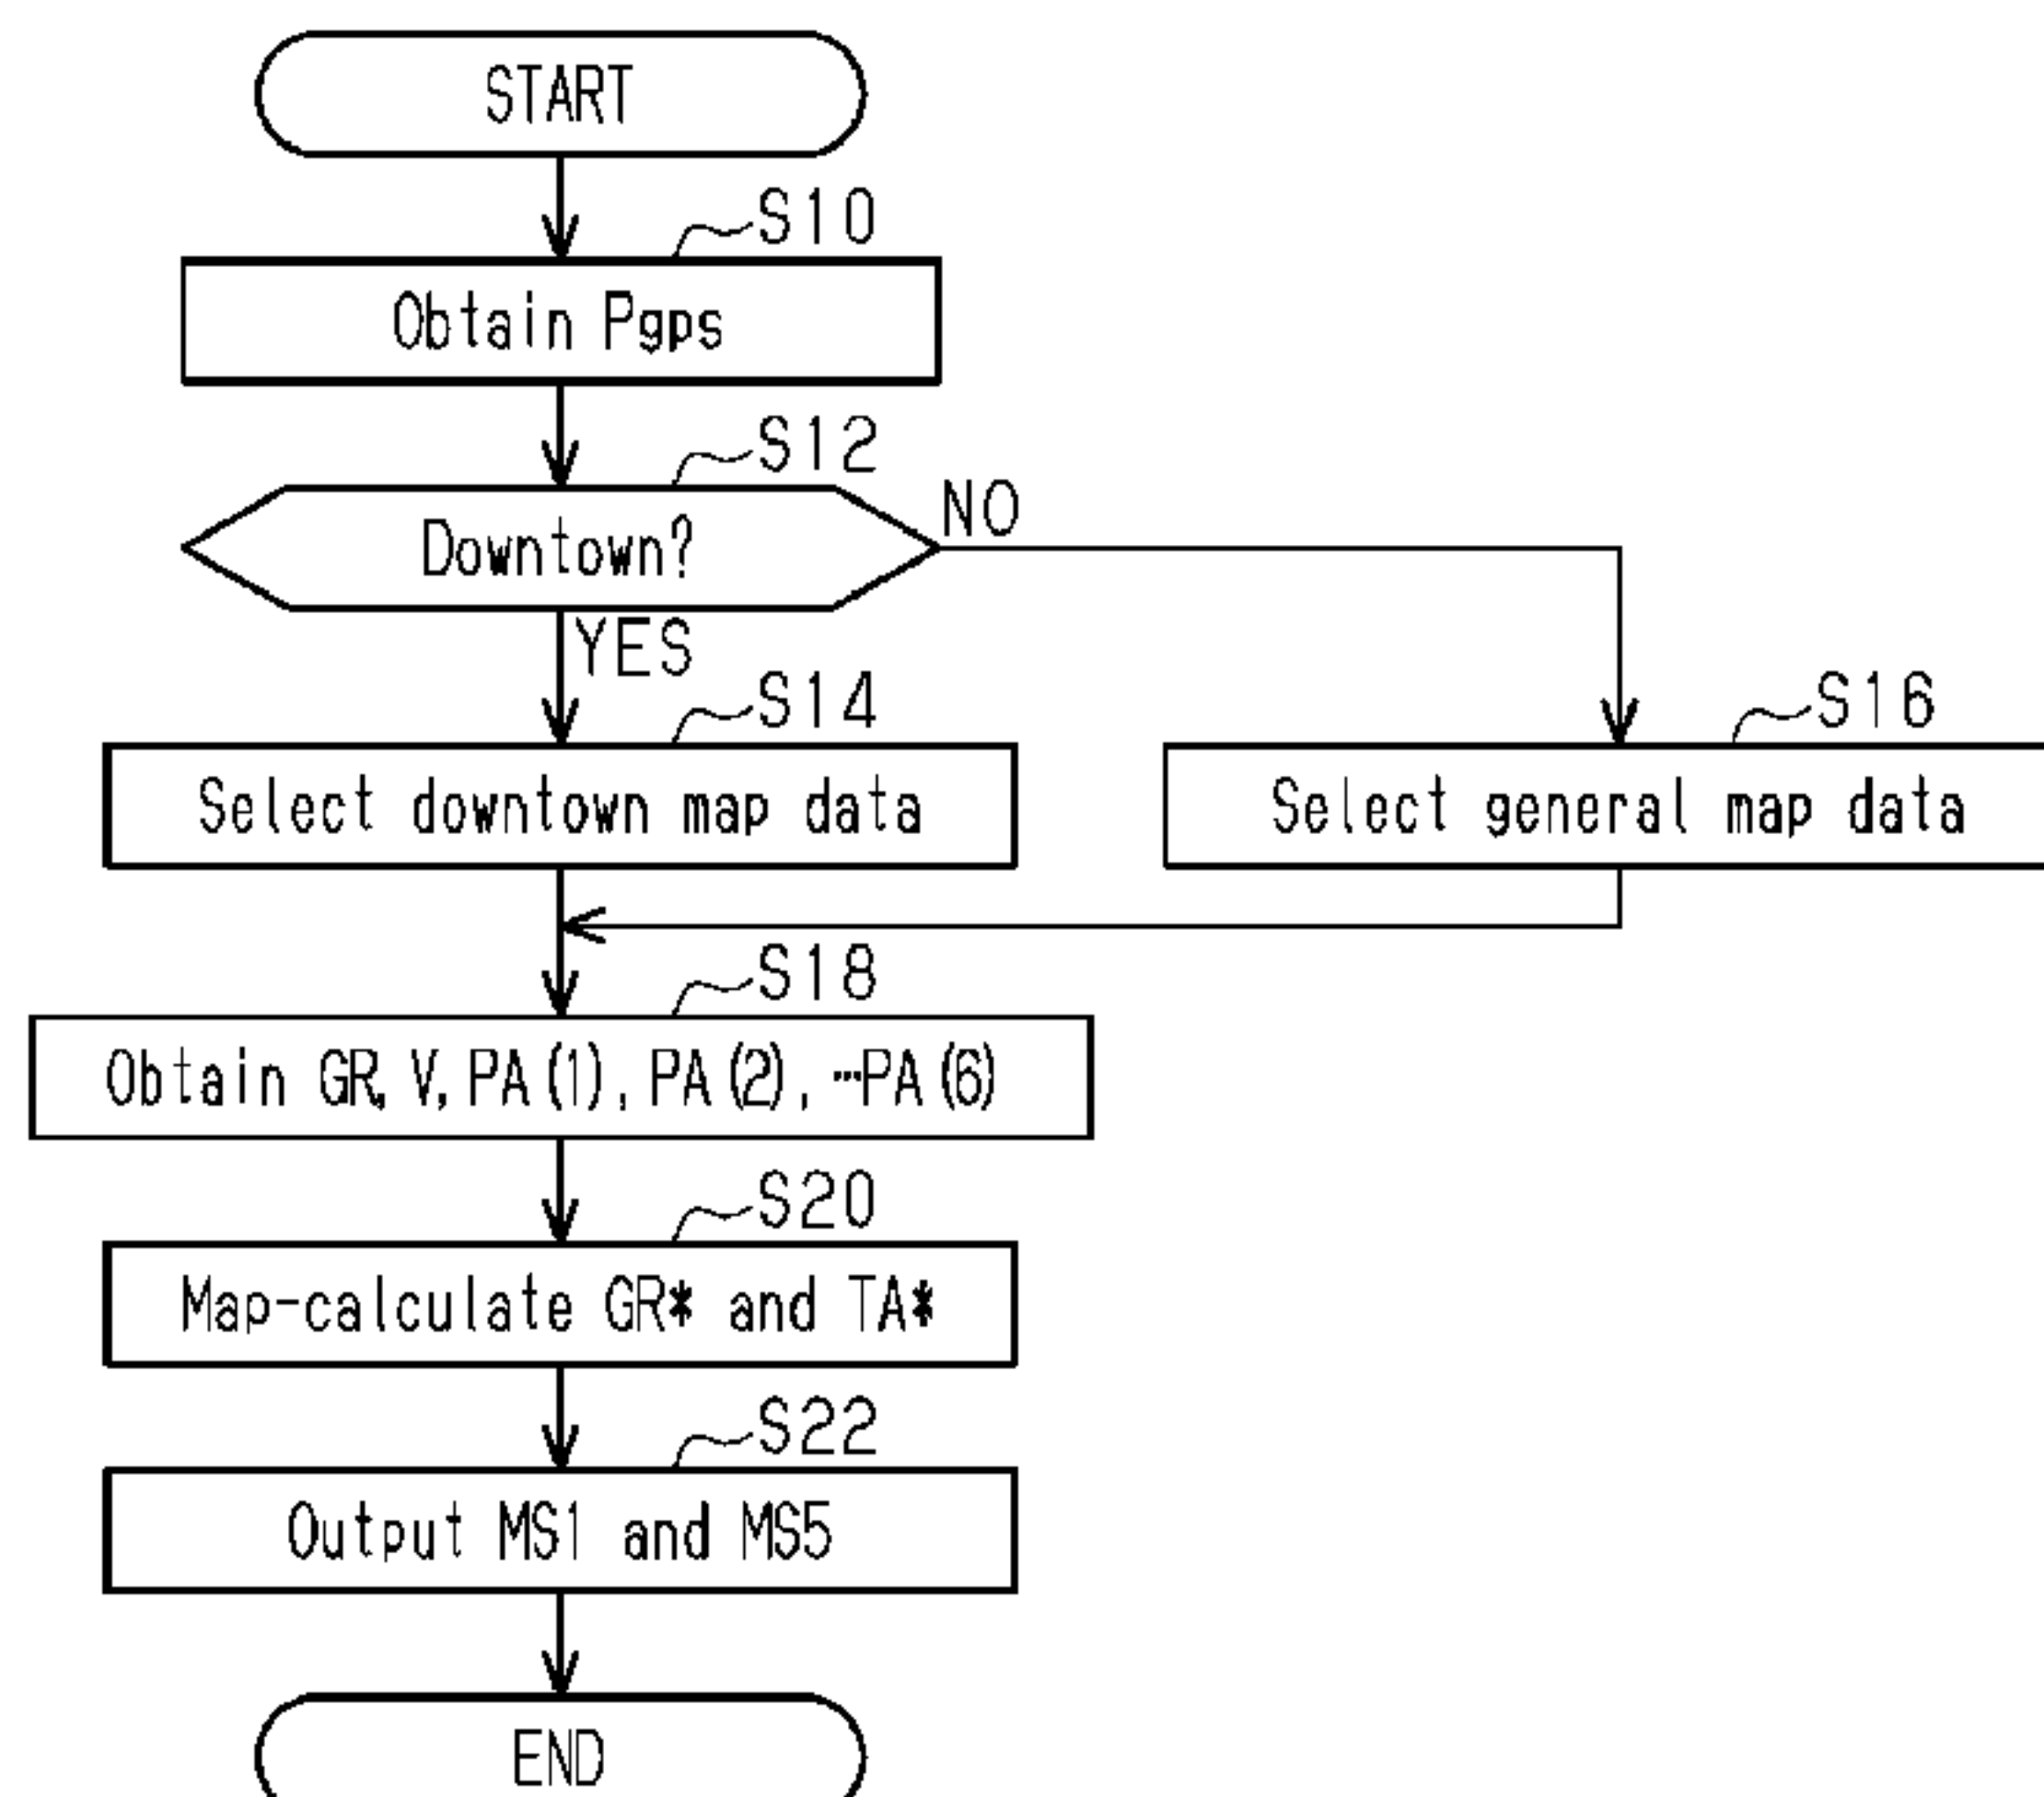 START
S10
Obtain Pgps
S12
Downtown?
NO
YES
S14
Select downtown map data
S16
Select general map data
S18
Obtain GR, V, PA(1), PA(2), …PA(6)
S20
Map-calculate GR* and TA*
S22
Output MS1 and MS5
END